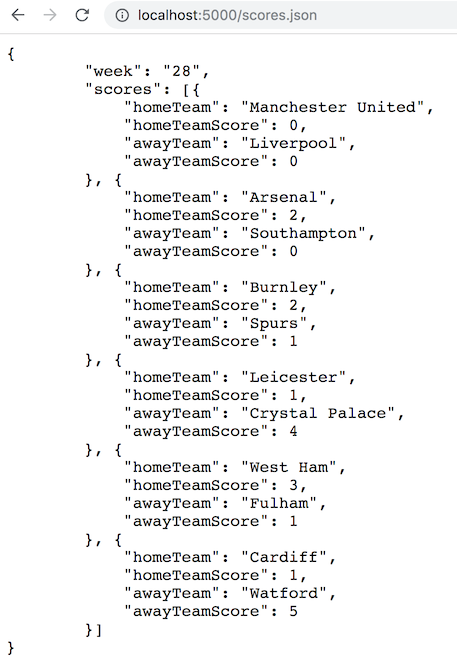 localhost:5000/scores.json
{
"week": "28",
"scores": [{
"homeTeam": "Manchester United",
"homeTeamScore": 0,
"awayTeam": "Liverpool",
"awayTeamScore": 0
}, {
"homeTeam": "Arsenal",
"homeTeamScore": 2,
"awayTeam": "Southampton",
"awayTeamScore": 0
}, {
"homeTeam": "Burnley",
"homeTeamScore": 2,
"awayTeam": "Spurs",
"awayTeamScore": 1
}, {
"homeTeam": "Leicester",
"homeTeamScore": 1,
"awayTeam": "Crystal Palace",
"awayTeamScore": 4
}, {
"homeTeam": "West Ham",
"homeTeamScore": 3,
"awayTeam": "Fulham",
"awayTeamScore": 1
}, {
"homeTeam": "Cardiff",
"homeTeamScore": 1,
"awayTeam": "Watford",
"awayTeamScore": 5
}]
}